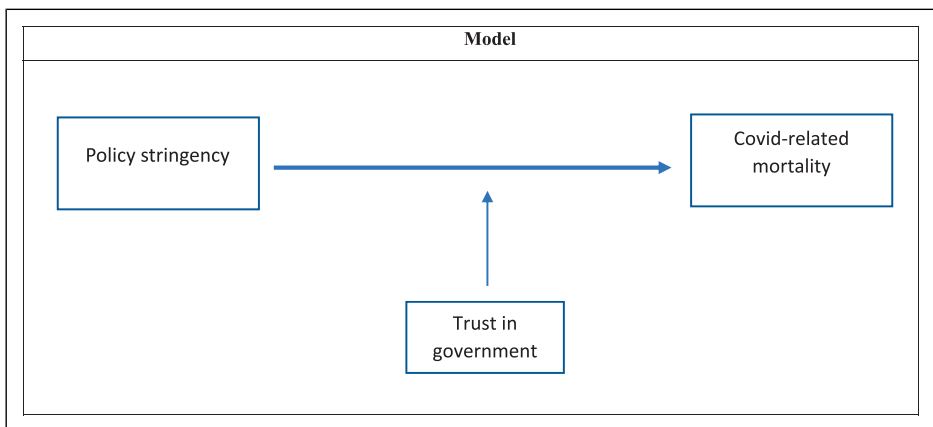 Model
Policy stringency
Covid-related
mortality
Trust in
government